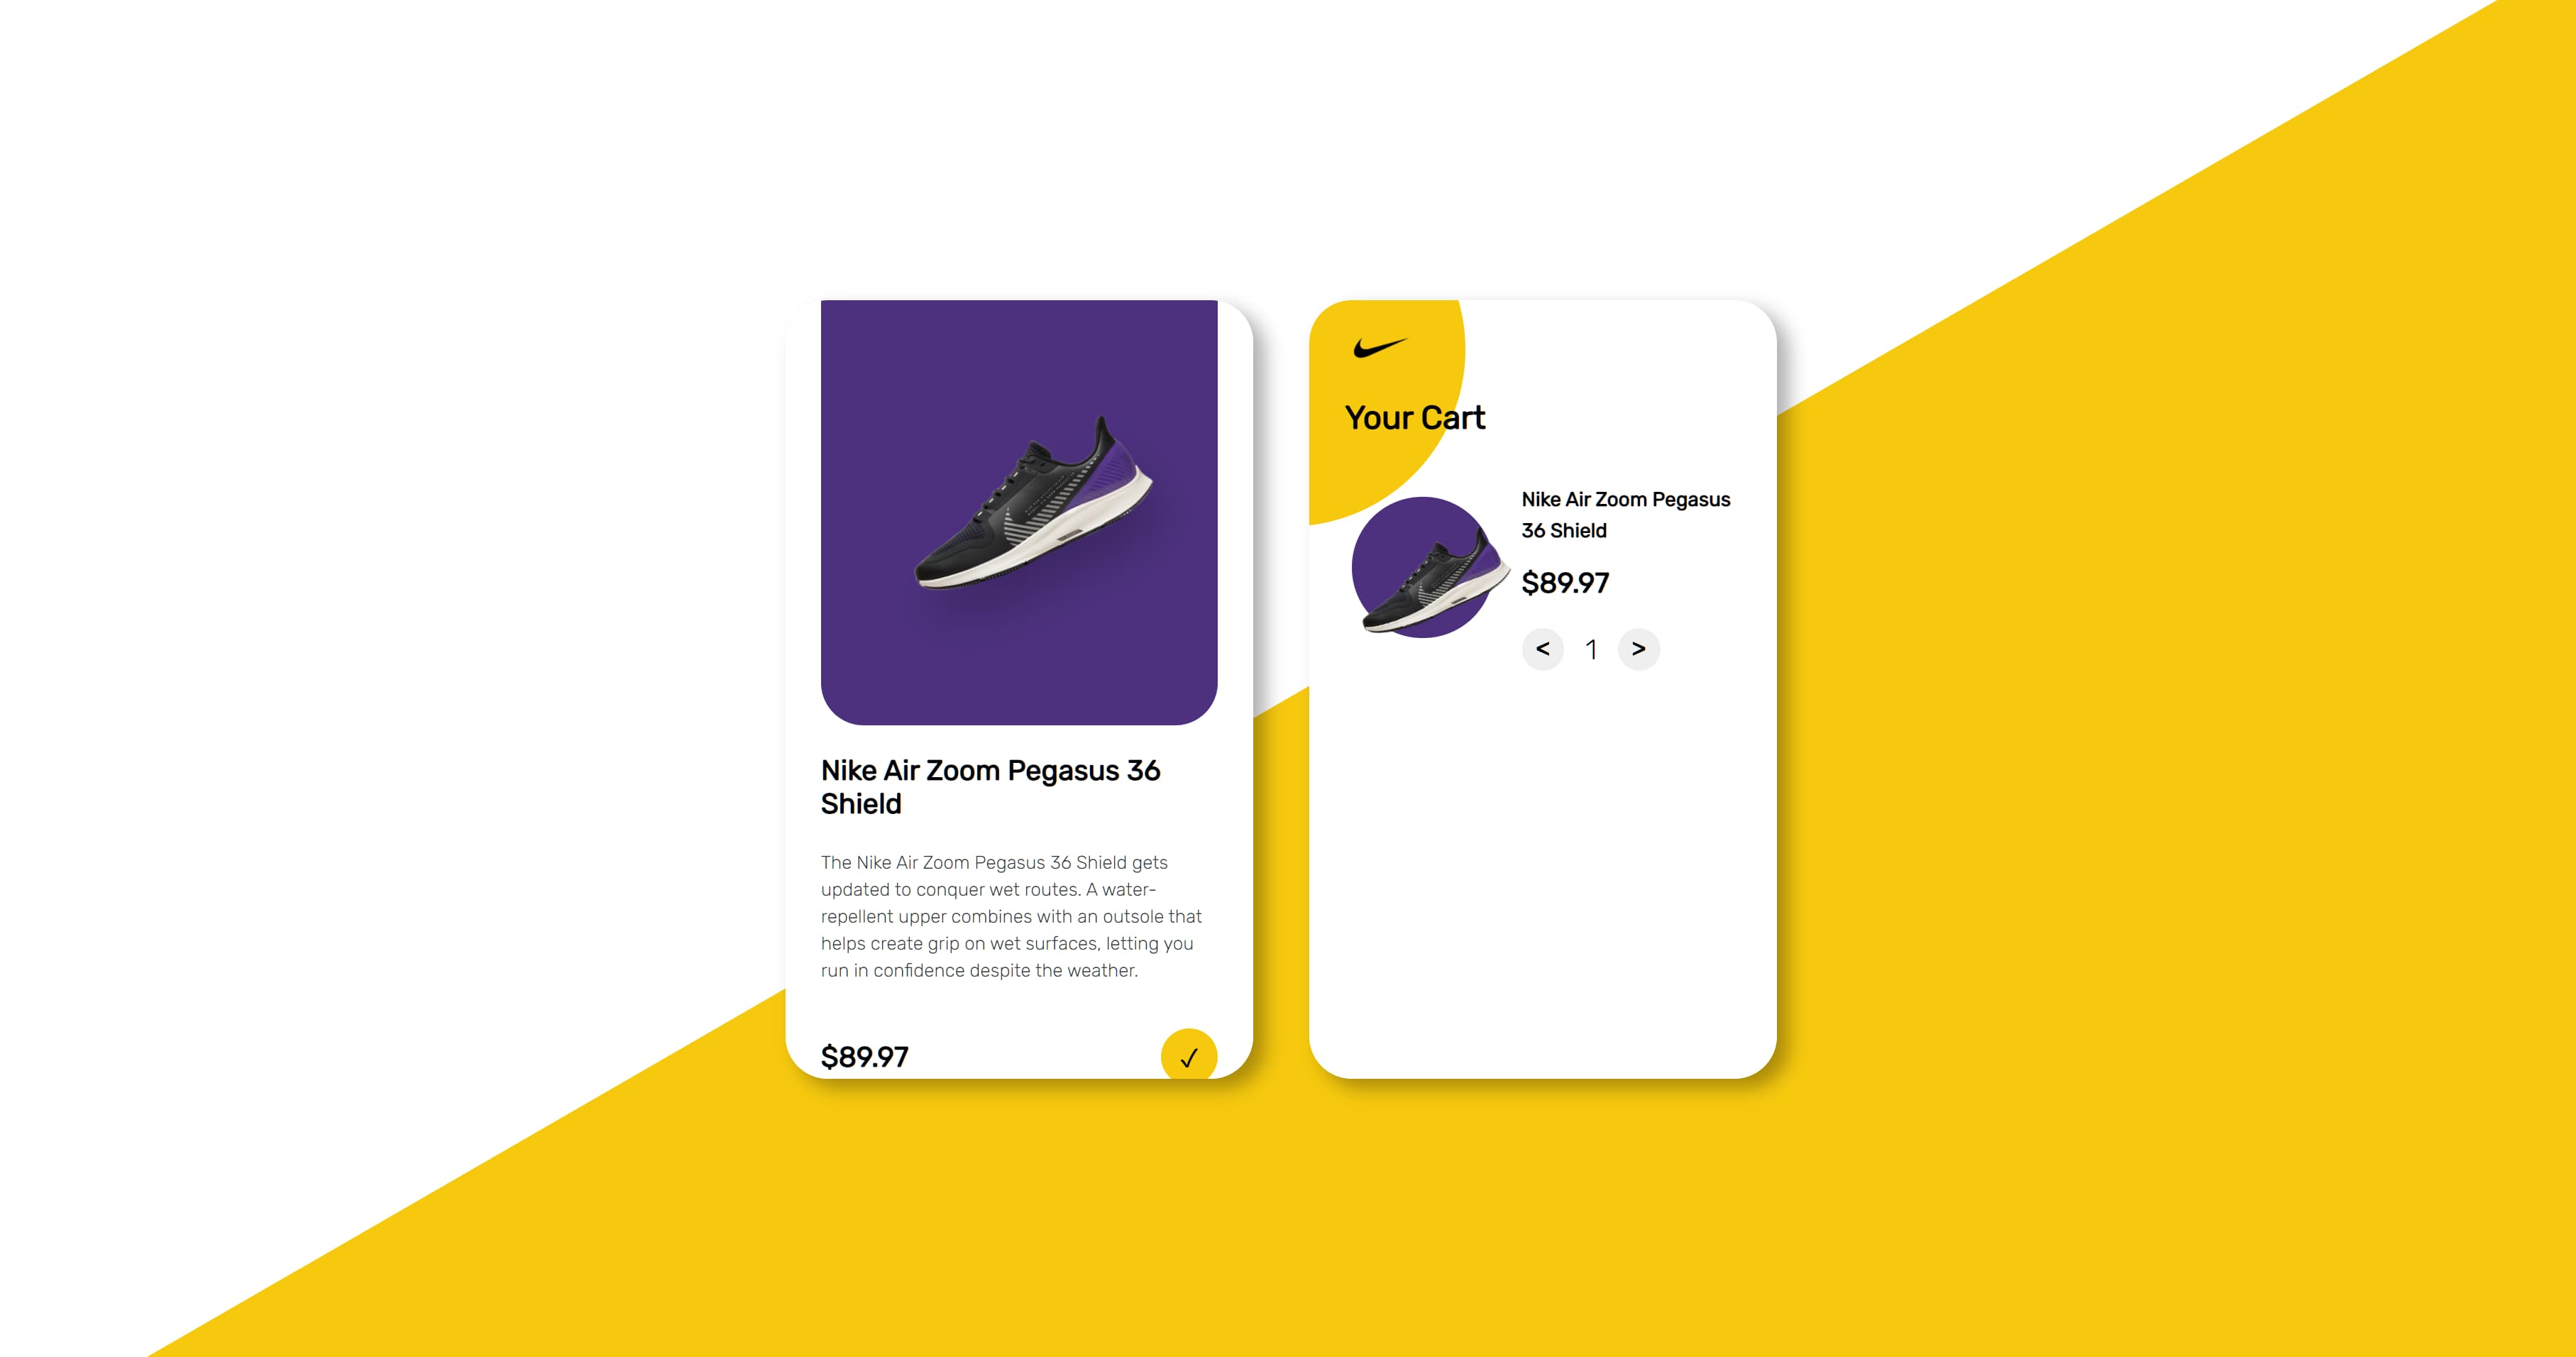 Nike Air Zoom Pegasus 36
Shield
The Nike Air Zoom Pegasus 36 Shield gets
updated to conquer wet routes. A water-
repellent upper combines with an outsole that
helps create grip on wet surfaces, letting you
run in confidence despite the weather.
$89.97
✓
Your Cart
Nike Air Zoom Pegasus
36 Shield
$89.97
< 1 >